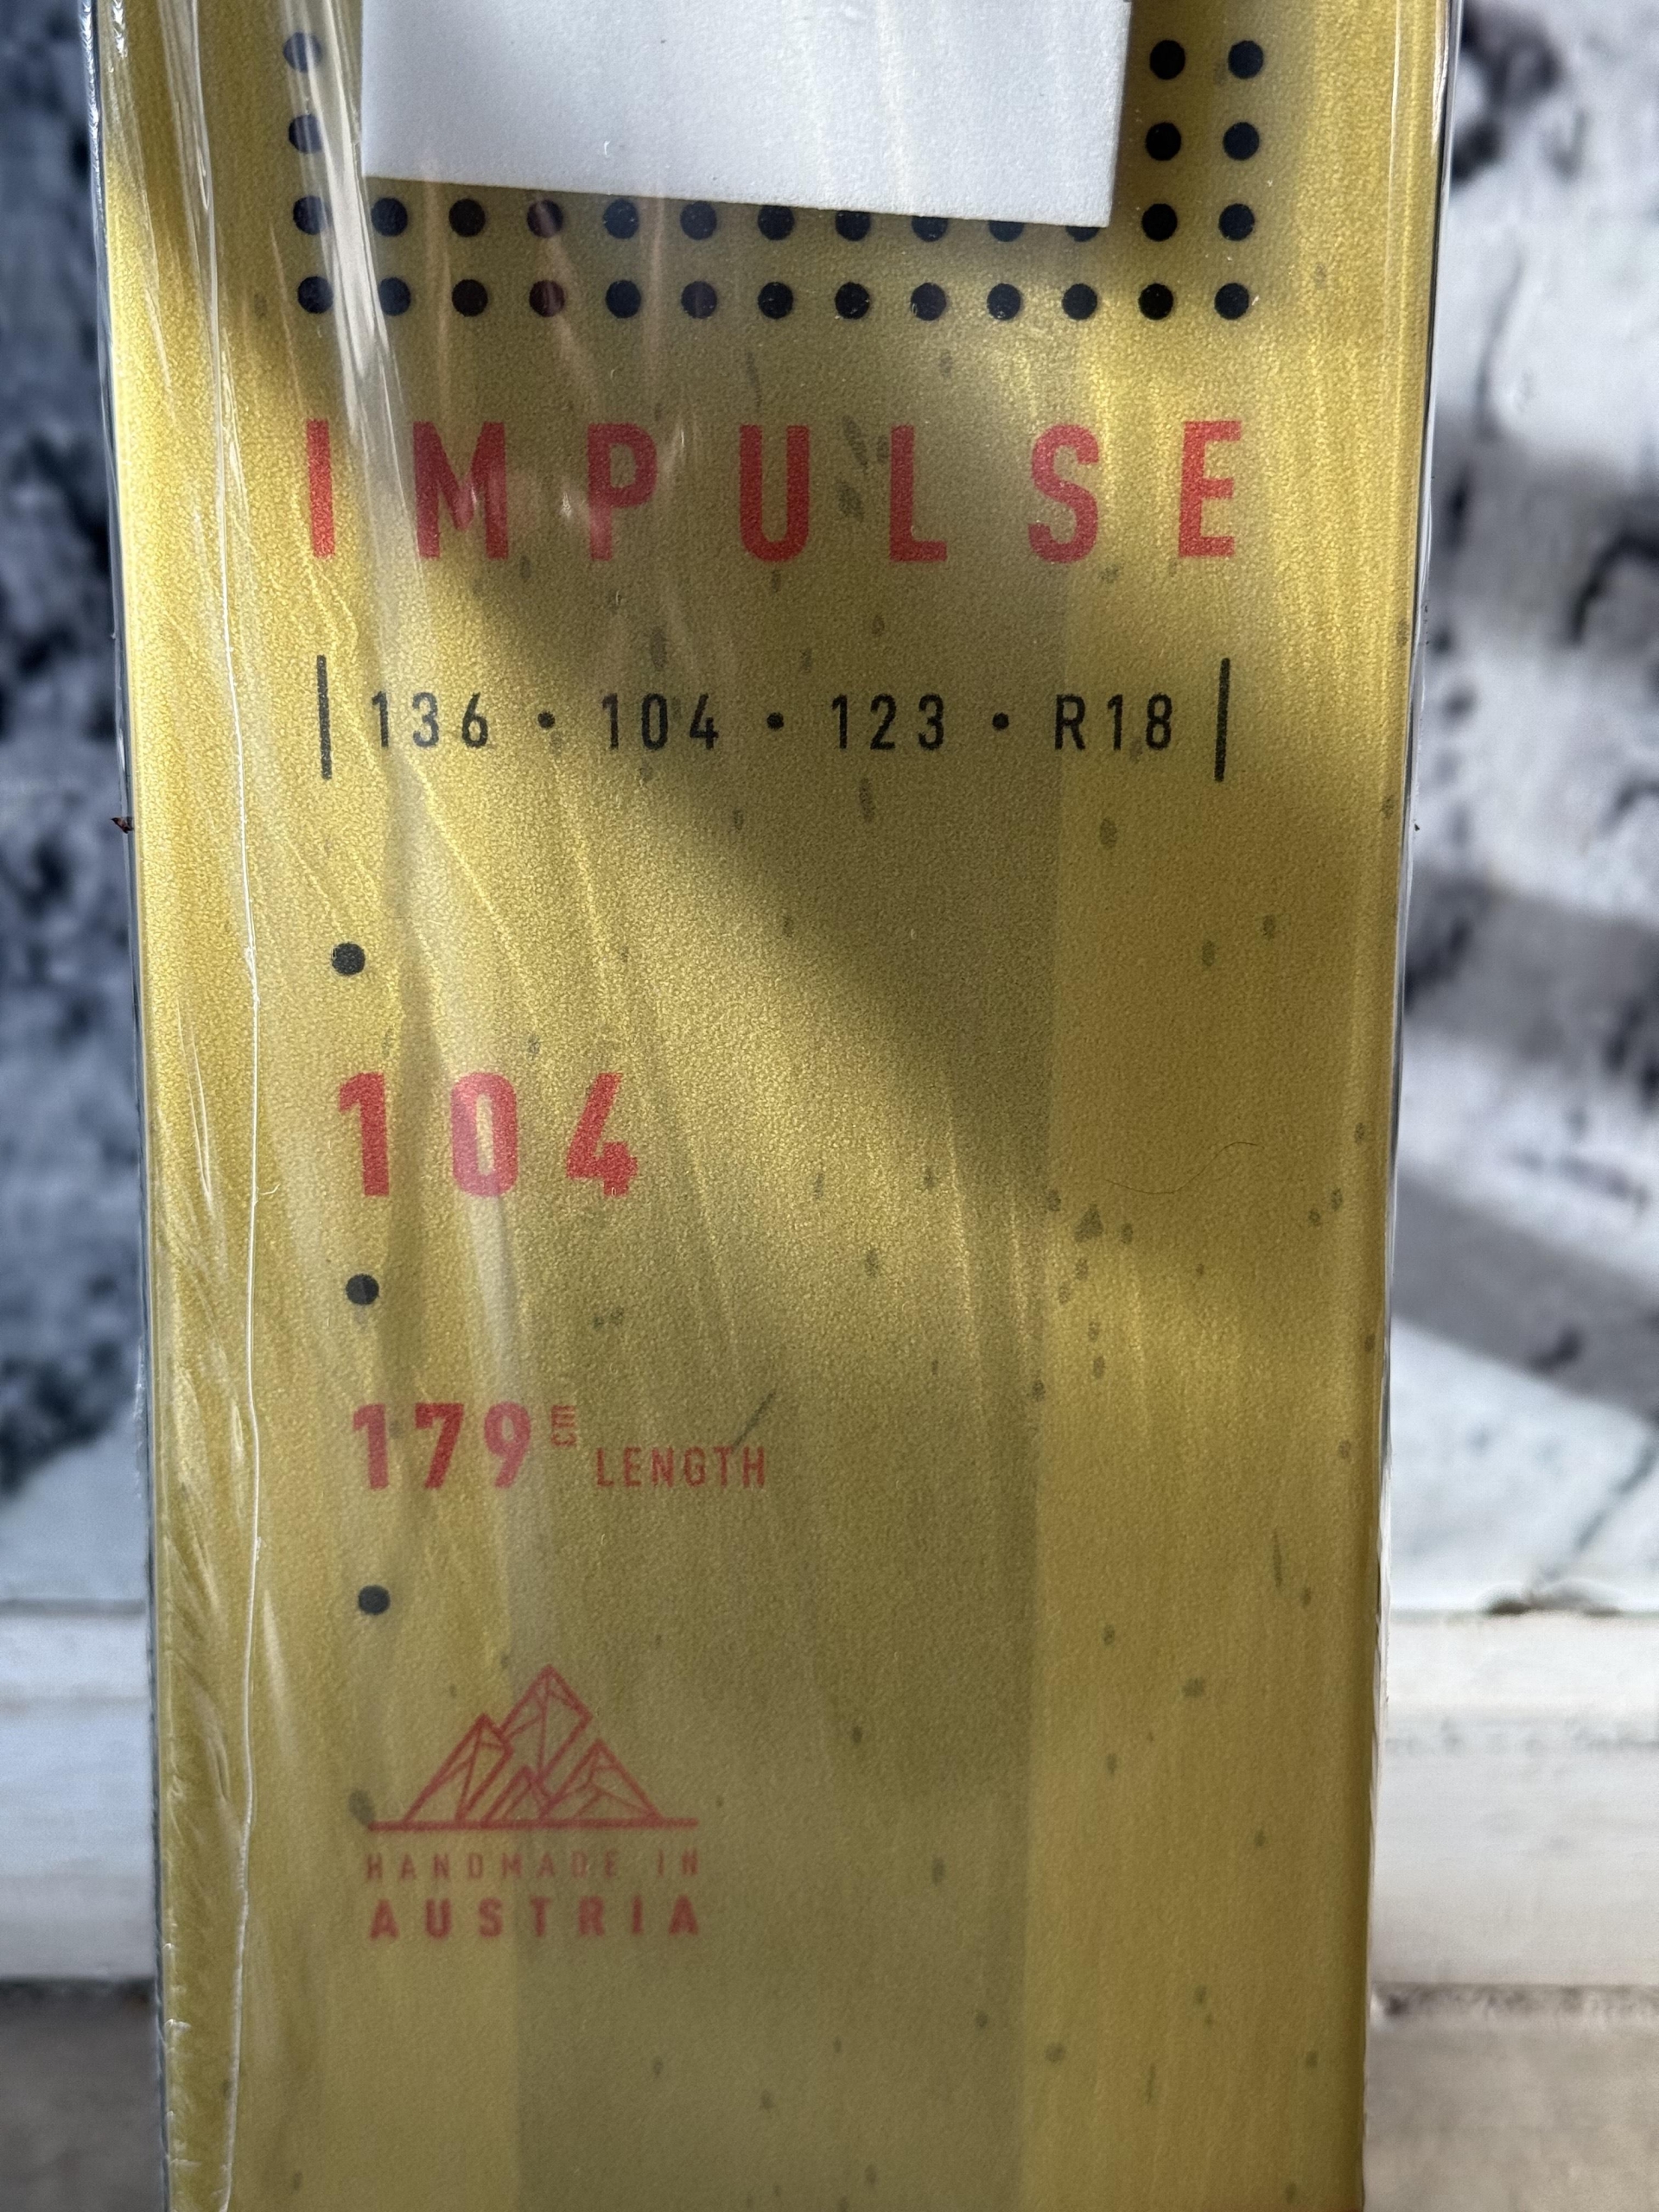 IMPULSE
| 136 • 104 • 123 • R18 |
104
179 cm LENGTH
HANDMADE IN
AUSTRIA